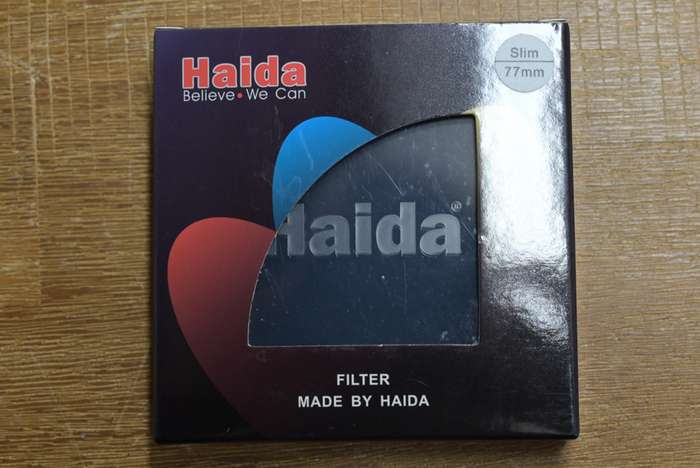 Haida
Believe • We Can
Slim
77mm
Haida®
FILTER
MADE BY HAIDA